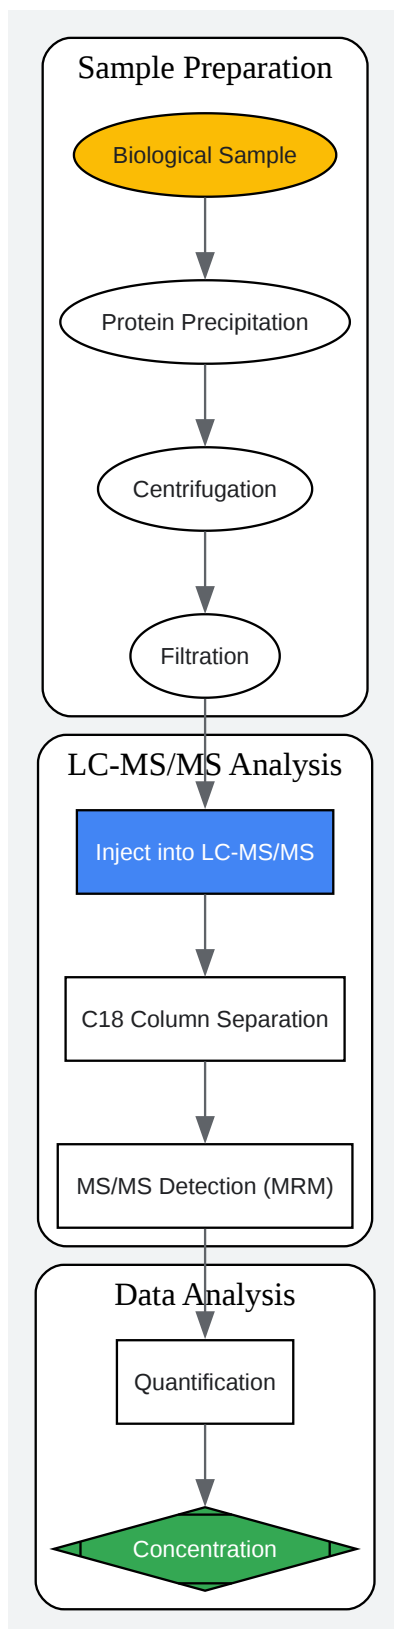 Sample Preparation
Biological Sample
Protein Precipitation
Centrifugation
Filtration
LC-MS/MS Analysis
Inject into LC-MS/MS
C18 Column Separation
MS/MS Detection (MRM)
Data Analysis
Quantification
Concentration